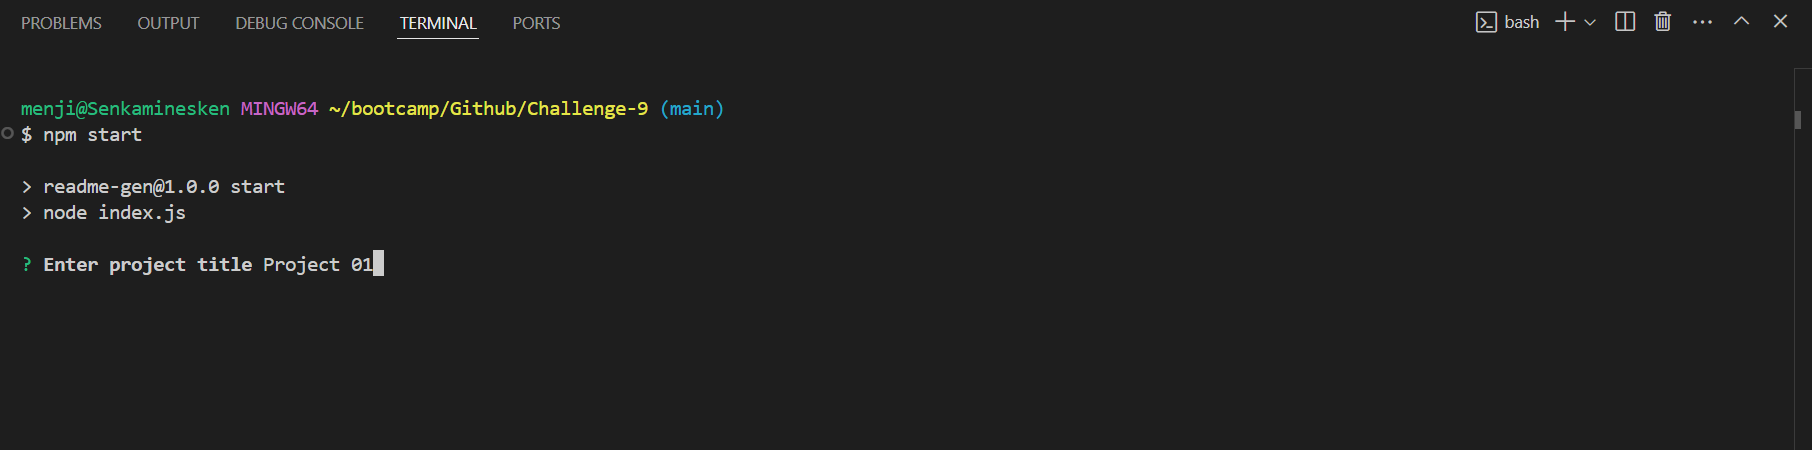 PROBLEMS OUTPUT DEBUG CONSOLE TERMINAL PORTS bash
menji@Senkaminesken MINGW64 ~/bootcamp/Github/Challenge-9 (main)
$ npm start
> readme-gen@1.0.0 start
> node index.js
? Enter project title Project 01